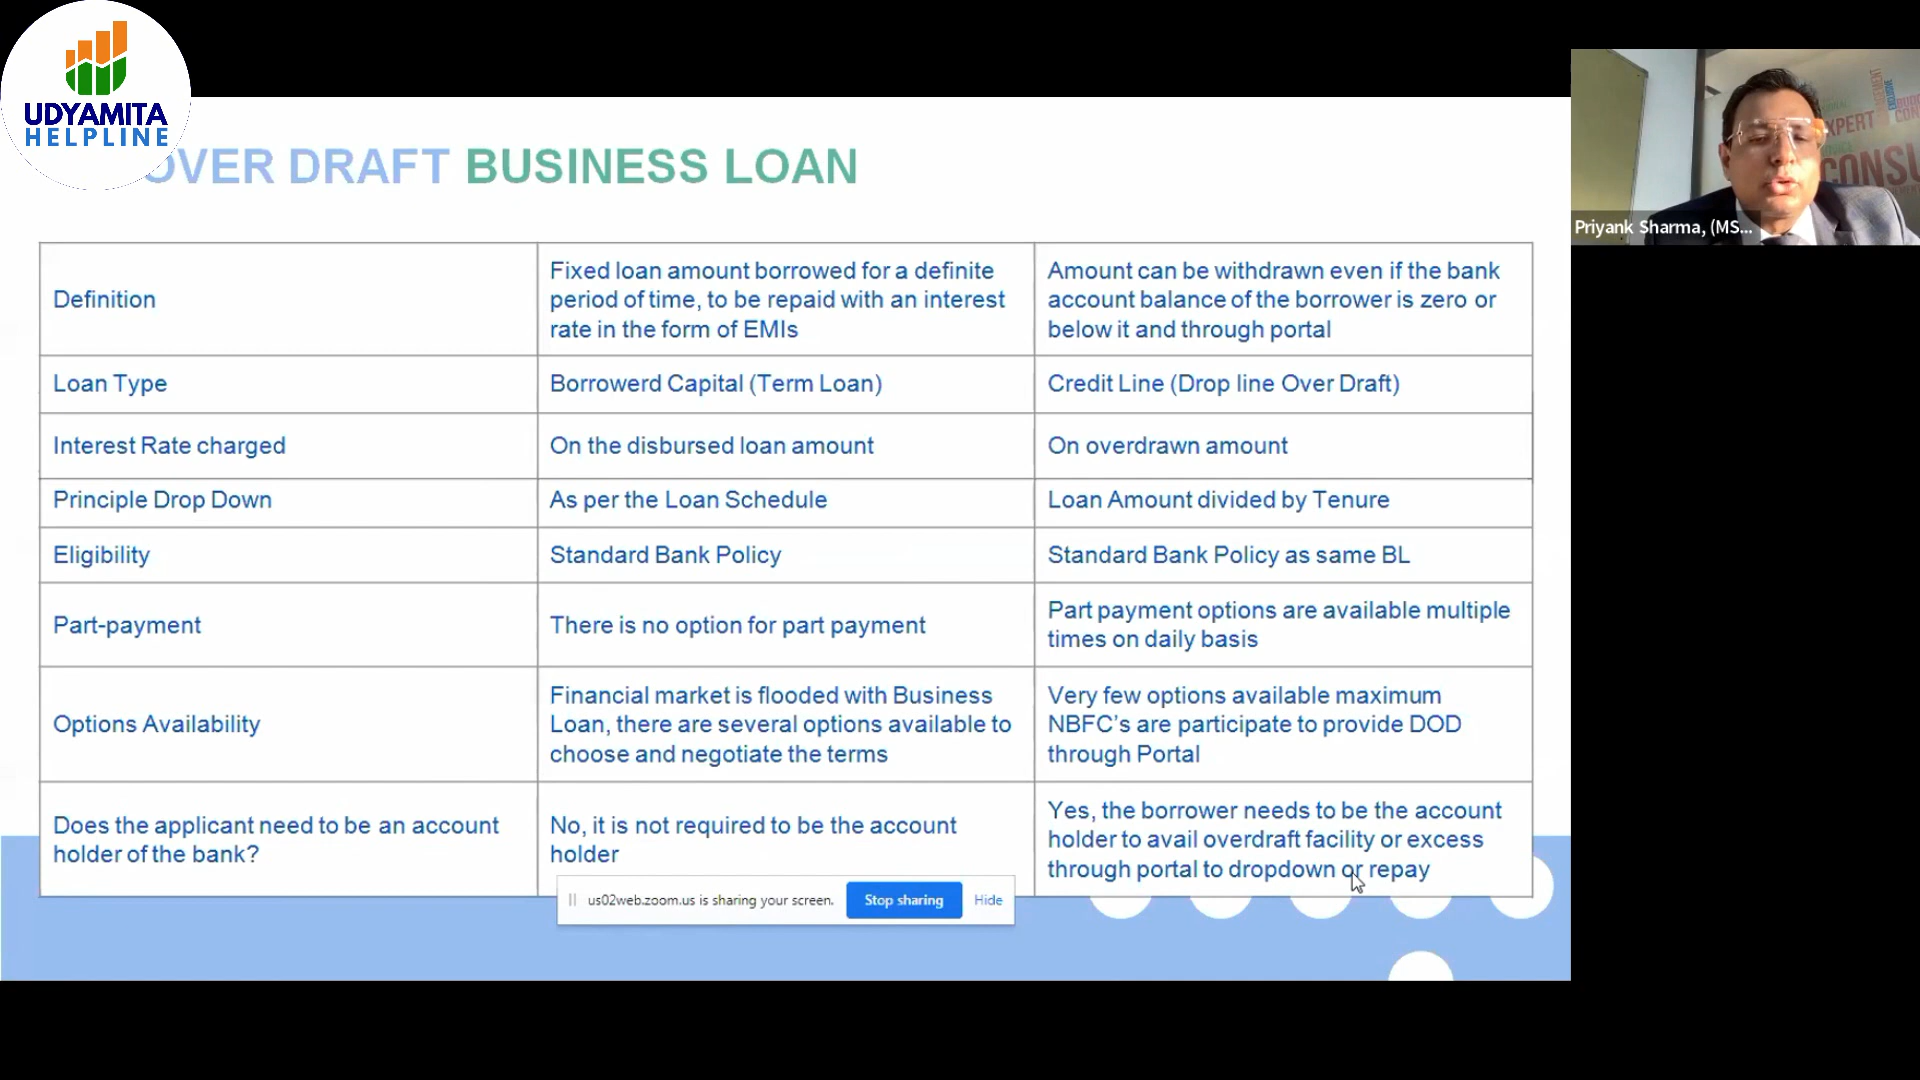 UDYAMITA
HELPLINE
OVER DRAFT BUSINESS LOAN
Definition
Fixed loan amount borrowed for a definite
period of time, to be repaid with an interest
rate in the form of EMIs
Amount can be withdrawn even if the bank
account balance of the borrower is zero or
below it and through portal
Loan Type
Borrowerd Capital (Term Loan)
Credit Line (Drop line Over Draft)
Interest Rate charged
On the disbursed loan amount
On overdrawn amount
Principle Drop Down
As per the Loan Schedule
Loan Amount divided by Tenure
Eligibility
Standard Bank Policy
Standard Bank Policy as same BL
Part-payment
There is no option for part payment
Part payment options are available multiple
times on daily basis
Options Availability
Financial market is flooded with Business
Loan, there are several options available to
choose and negotiate the terms
Very few options available maximum
NBFC's are participate to provide DOD
through Portal
Does the applicant need to be an account
holder of the bank?
No, it is not required to be the account
holder
Yes, the borrower needs to be the account
holder to avail overdraft facility or excess
through portal to dropdown or repay
us02web.zoom.us is sharing your screen.
Stop sharing
Hide
Priyank Sharma, (MS...